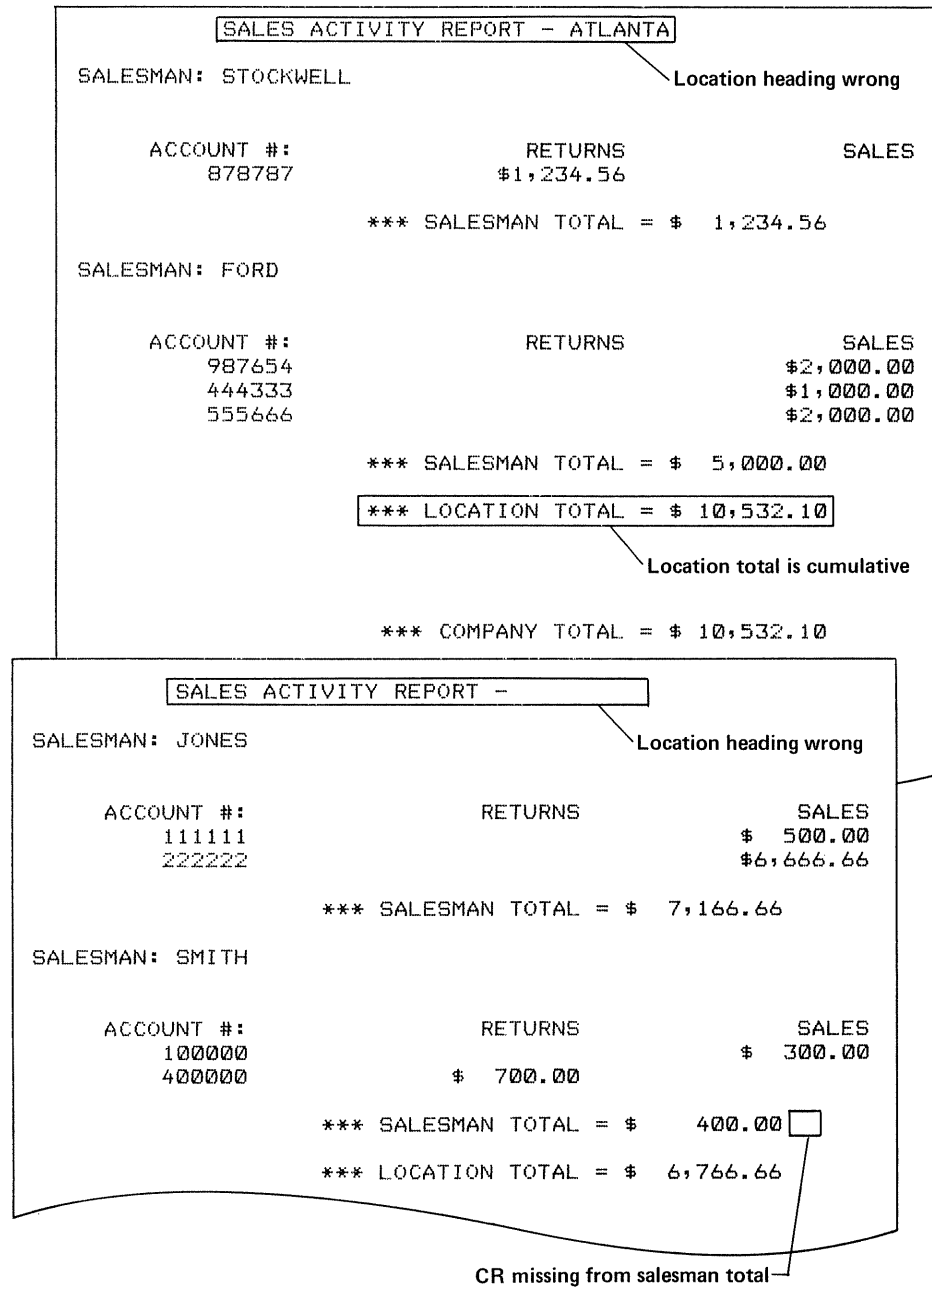 SALES ACTIVITY REPORT - ATLANTA
Location heading wrong
SALESMAN: STOCKWELL
ACCOUNT #: RETURNS SALES
878787 $1,234.56
*** SALESMAN TOTAL = $ 1,234.56
SALESMAN: FORD
ACCOUNT #: RETURNS SALES
987654 $2,000.00
444333 $1,000.00
555666 $2,000.00
*** SALESMAN TOTAL = $ 5,000.00
*** LOCATION TOTAL = $ 10,532.10
Location total is cumulative
*** COMPANY TOTAL = $ 10,532.10
SALES ACTIVITY REPORT -
Location heading wrong
SALESMAN: JONES
ACCOUNT #: RETURNS SALES
111111 $ 500.00
222222 $6,666.66
*** SALESMAN TOTAL = $ 7,166.66
SALESMAN: SMITH
ACCOUNT #: RETURNS SALES
100000 $ 300.00
400000 $ 700.00
*** SALESMAN TOTAL = $ 400.00
*** LOCATION TOTAL = $ 6,766.66
CR missing from salesman total